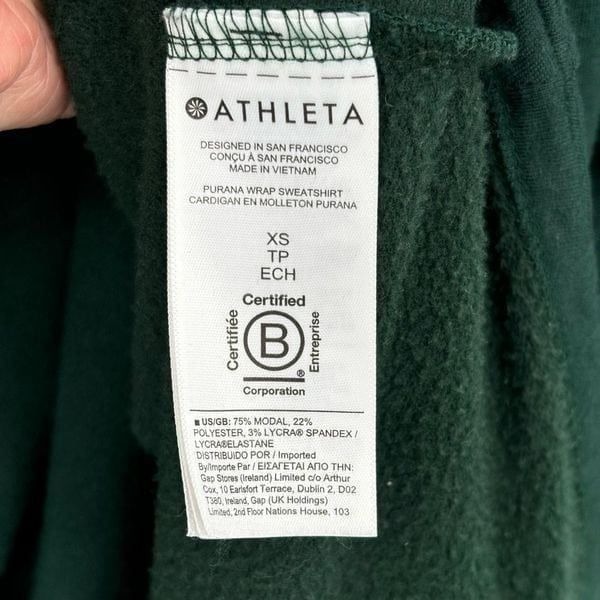 ATHLETA
DESIGNED IN SAN FRANCISCO
CONÇU À SAN FRANCISCO
MADE IN VIETNAM
PURANA WRAP SWEATSHIRT
CARDIGAN EN MOLLETON PURANA
XS
TP
ECH
Certified
Certifiée
B
Entreprise
®
Corporation
■ US/GB: 75% MODAL, 22%
POLYESTER, 3% LYCRA® SPANDEX /
LYCRA®ELASTANE
DISTRIBUIDO POR / Imported
By/Importe Par / ΕΙΣΑΓΕΤΑΙ ΑΠΟ ΤΗΝ:
Gap Stores (Ireland) Limited c/o Arthur
Cox, 10 Earlsfort Terrace, Dublin 2, D02
T380, Ireland, Gap (UK Holdings)
Limited, 2nd Floor Nations House, 103